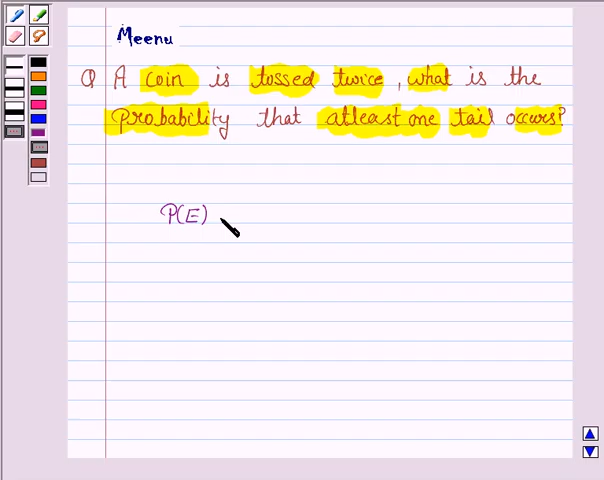 Meenu
Q A coin is tossed twice, what is the
probability that atleast one tail occurs?
P(E)